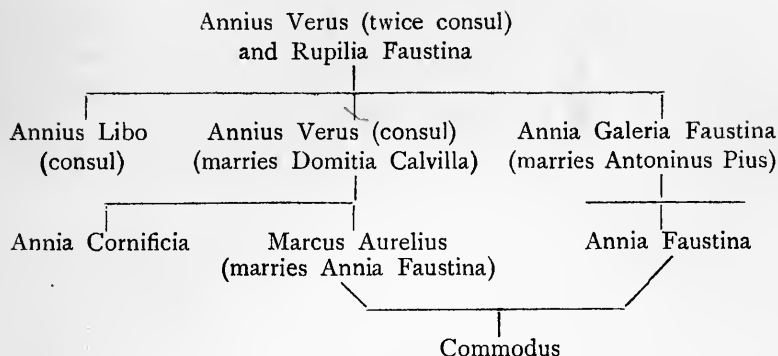 Annius Verus (twice consul)
and Rupilia Faustina
Annius Libo
(consul)
Annius Verus (consul)
(marries Domitia Calvilla)
Annia Galeria Faustina
(marries Antoninus Pius)
Annia Cornificia
Marcus Aurelius
(marries Annia Faustina)
Annia Faustina
Commodus